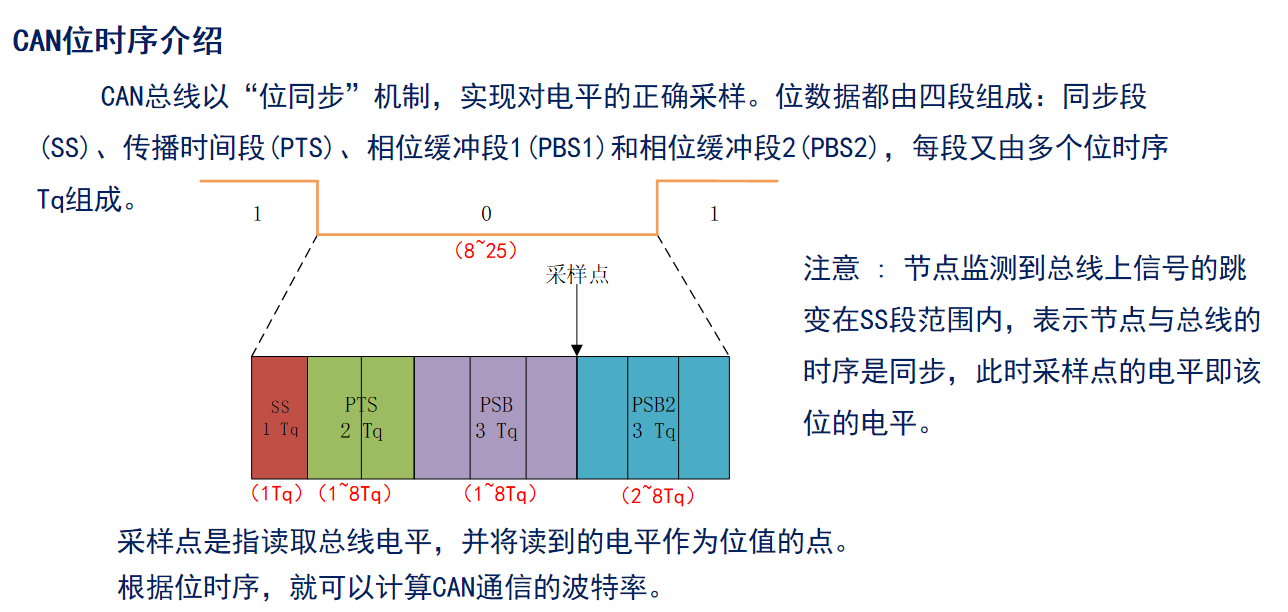 CAN位时序介绍
CAN总线以“位同步”机制，实现对电平的正确采样。位数据都由四段组成：同步段
(SS)、传播时间段(PTS)、相位缓冲段1(PBS1)和相位缓冲段2(PBS2)，每段又由多个位时序
Tq组成。
1
0
1
(8~25)
采样点
注意 : 节点监测到总线上信号的跳
变在SS段范围内，表示节点与总线的
时序是同步，此时采样点的电平即该
位的电平。
SS
1 Tq
PTS
2 Tq
PSB
3 Tq
PSB2
3 Tq
(1Tq)
(1~8Tq)
(1~8Tq)
(2~8Tq)
采样点是指读取总线电平，并将读到的电平作为位值的点。
根据位时序，就可以计算CAN通信的波特率。